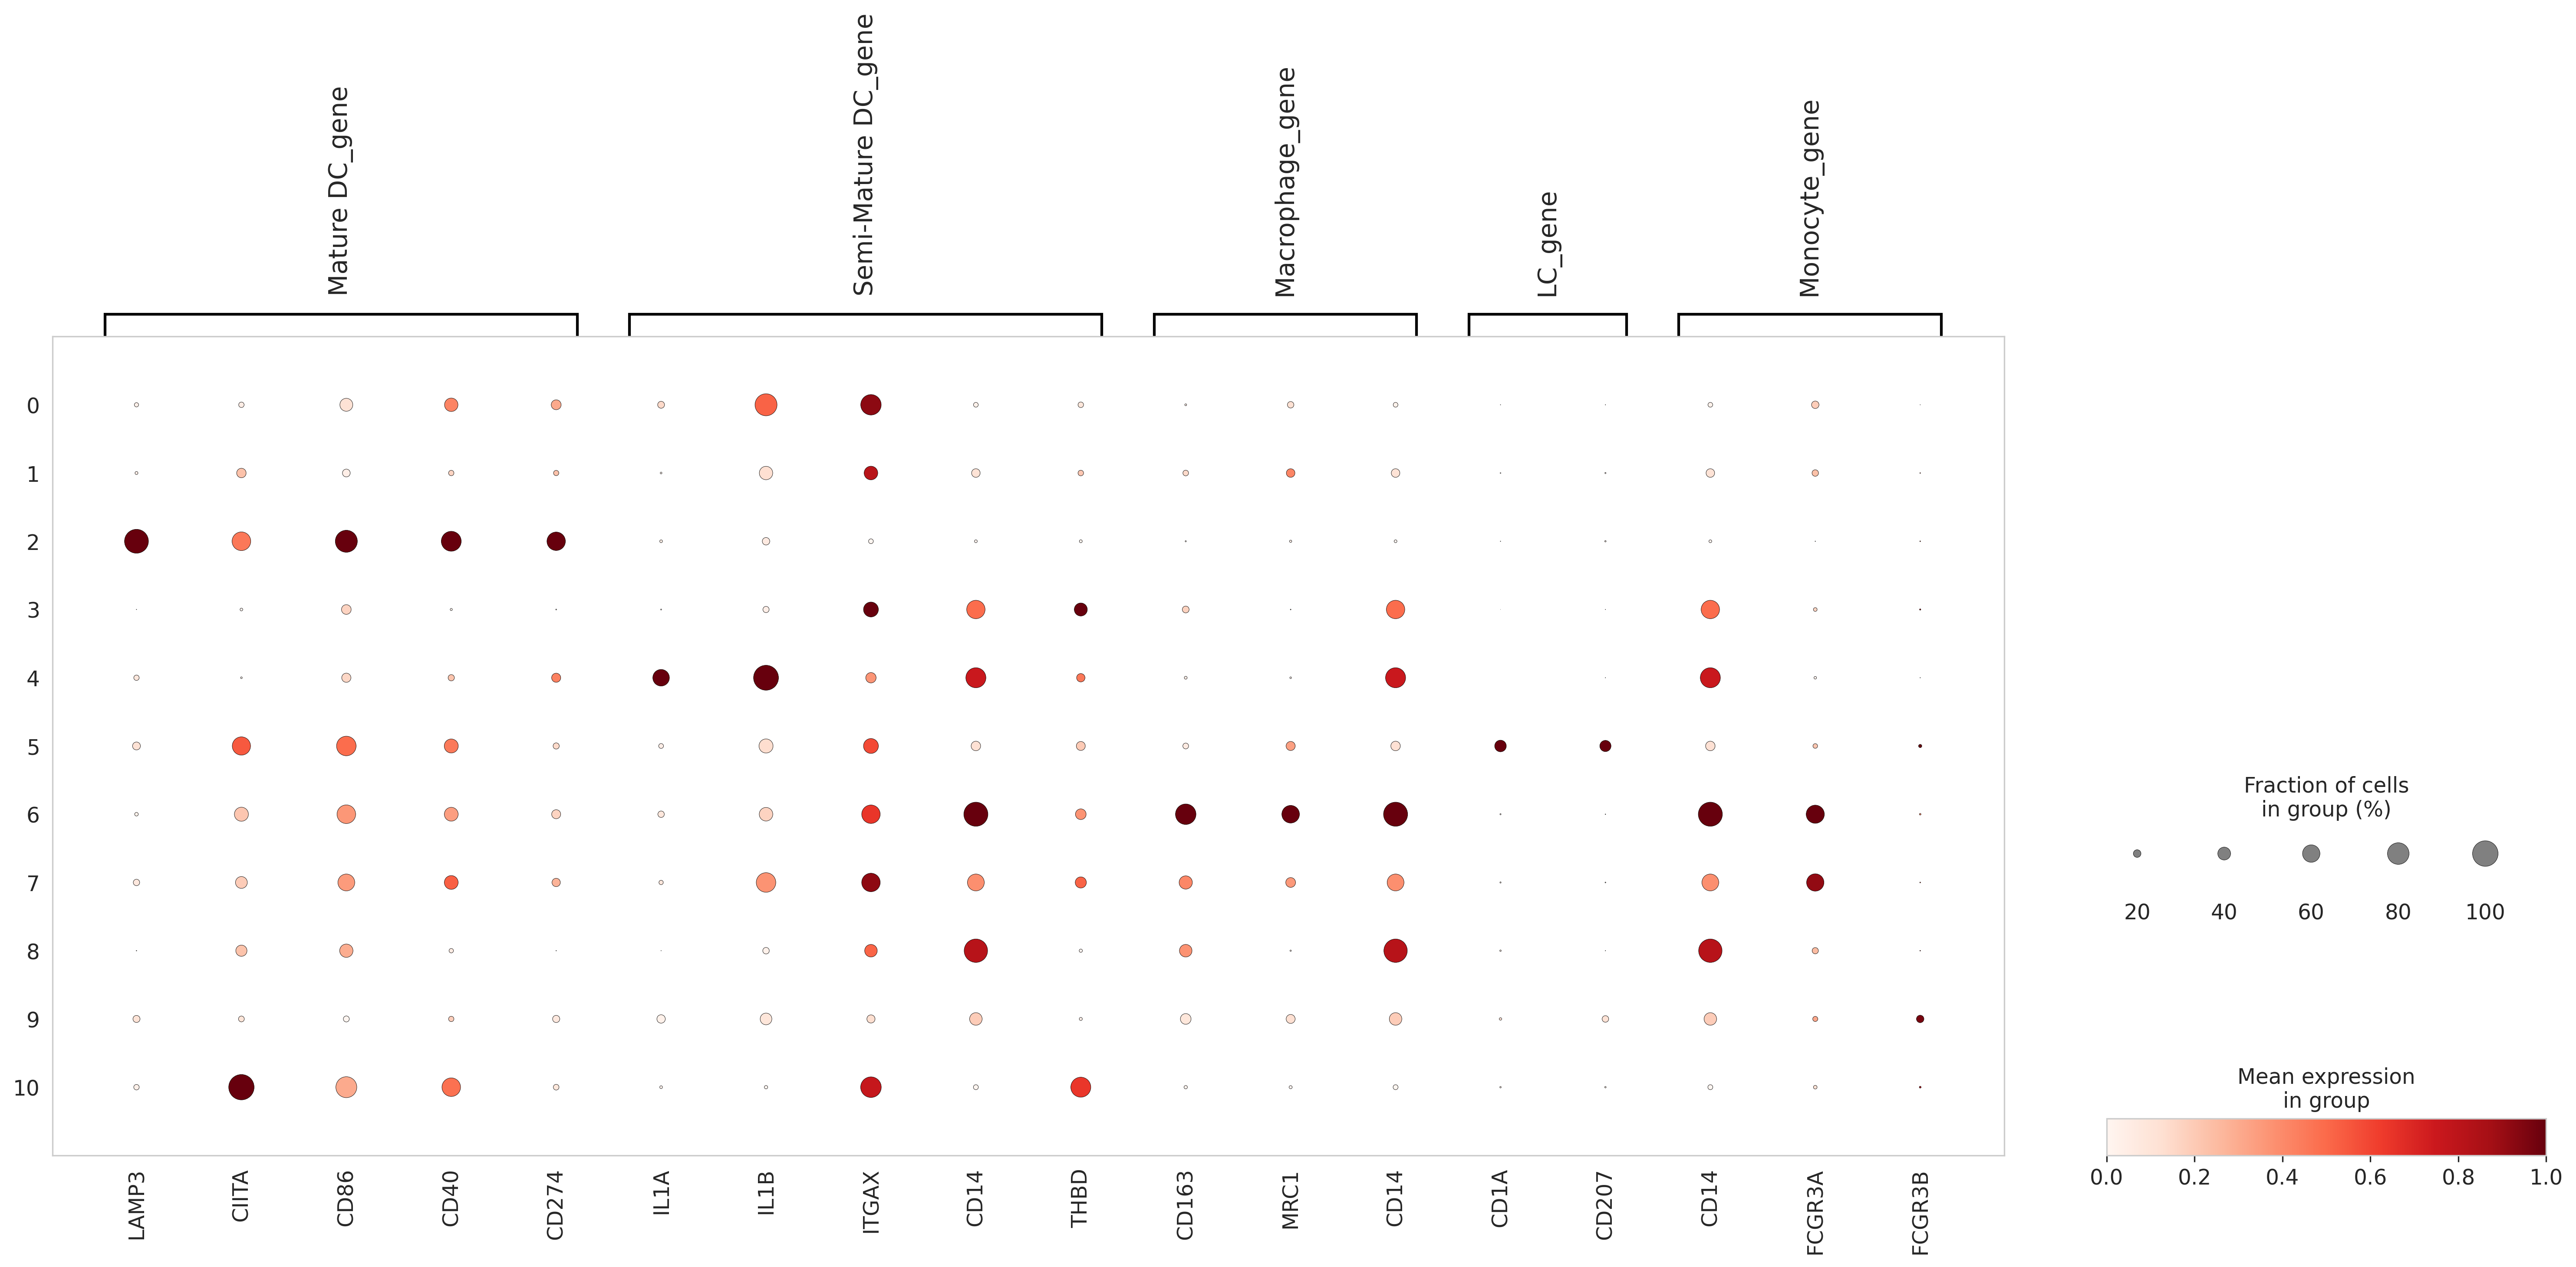 Mature DC_gene
Semi-Mature DC_gene
Macrophage_gene
LC_gene
Monocyte_gene
0
1
2
3
4
5
6
7
8
9
10
LAMP3
CIITA
CD86
CD40
CD274
IL1A
IL1B
ITGAX
CD14
THBD
CD163
MRC1
CD14
CD1A
CD207
CD14
FCGR3A
FCGR3B
Fraction of cells
in group (%)
20 40 60 80 100
Mean expression
in group
0.0 0.2 0.4 0.6 0.8 1.0